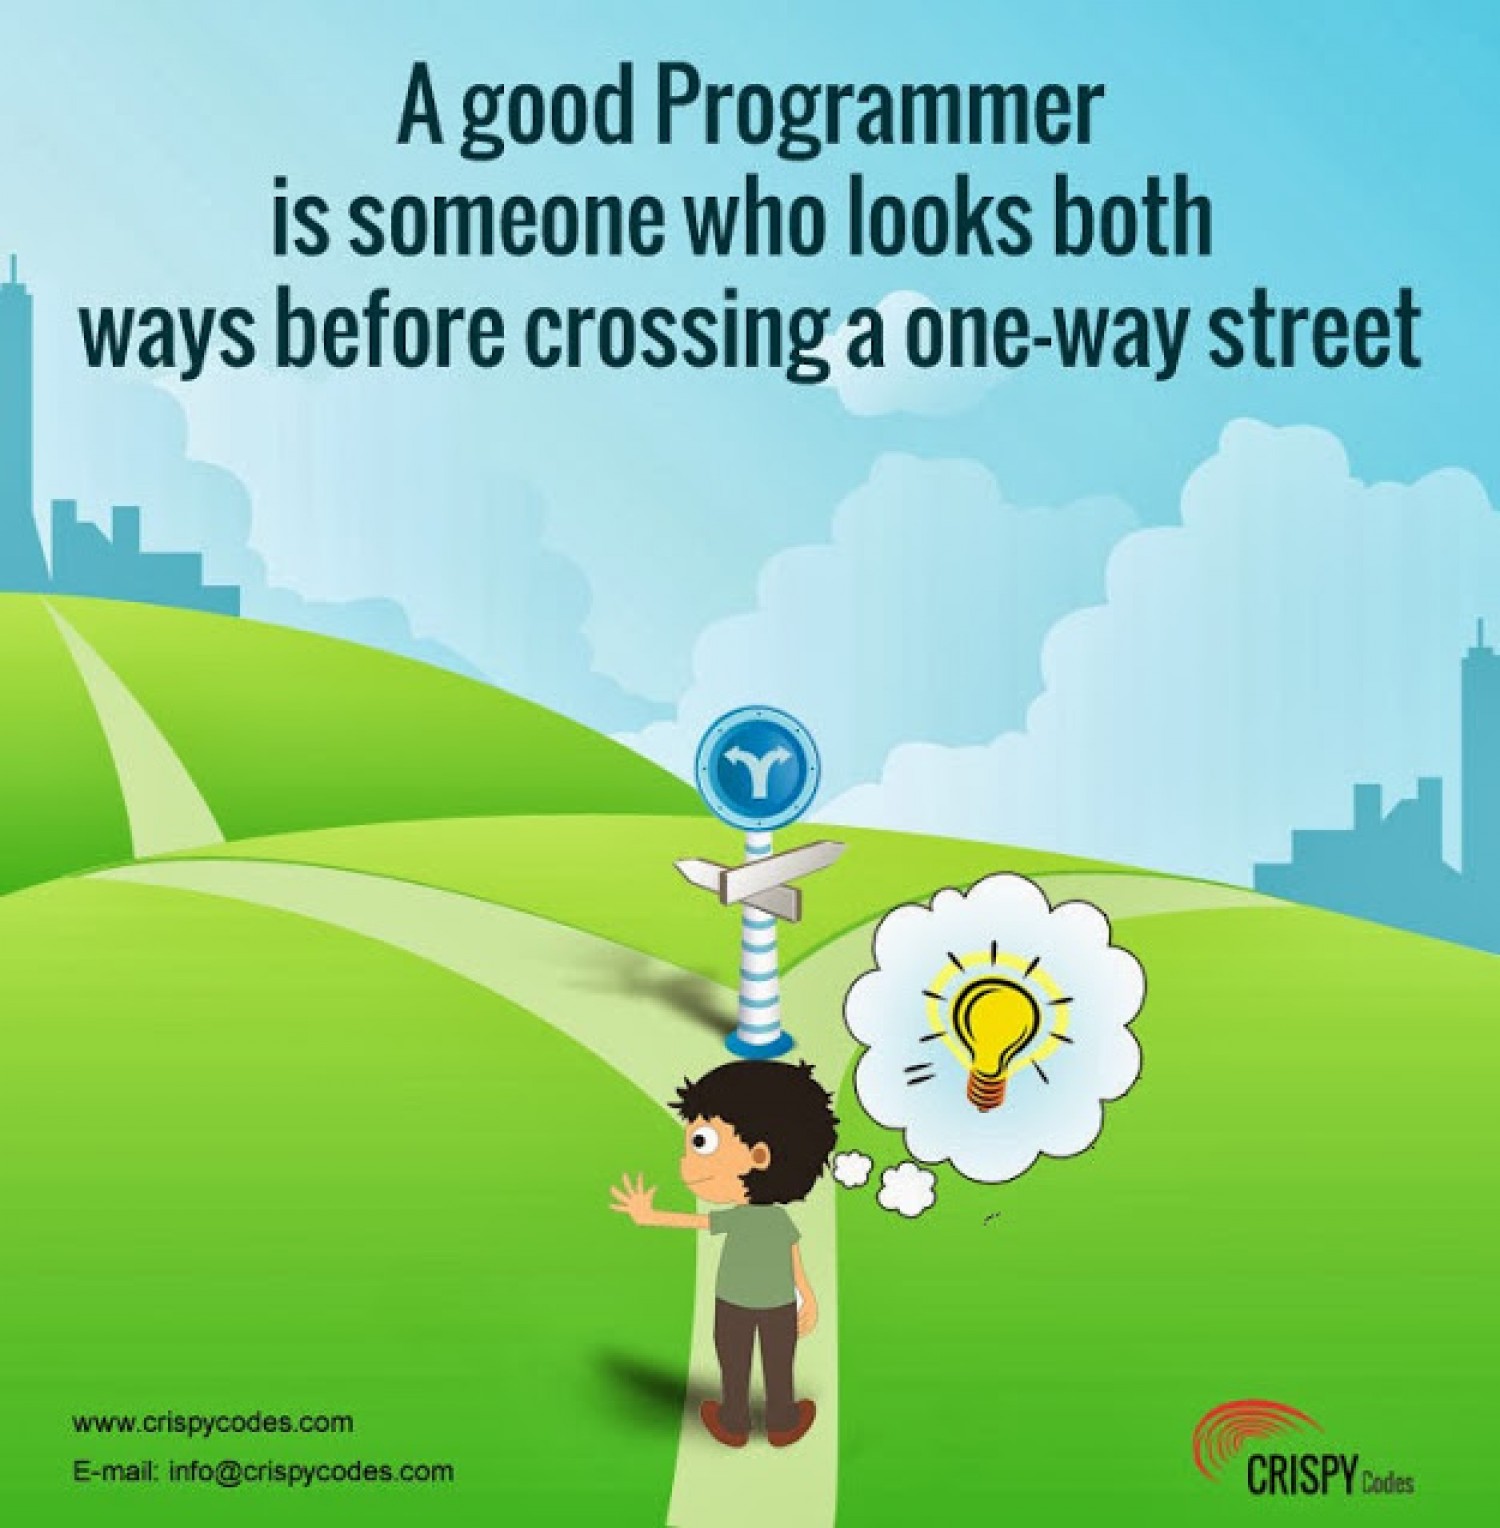 A good Programmer
is someone who looks both
ways before crossing a one-way street
www.crispycodes.com
E-mail: info@crispycodes.com
CRISPY Codes